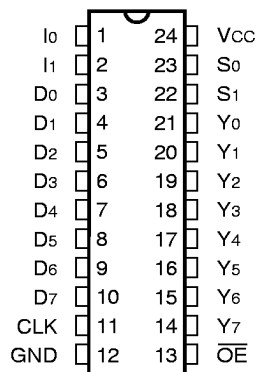 I0 1 24 VCC
I1 2 23 S0
D0 3 22 S1
D1 4 21 Y0
D2 5 20 Y1
D3 6 19 Y2
D4 7 18 Y3
D5 8 17 Y4
D6 9 16 Y5
D7 10 15 Y6
CLK 11 14 Y7
GND 12 13 O̅E̅